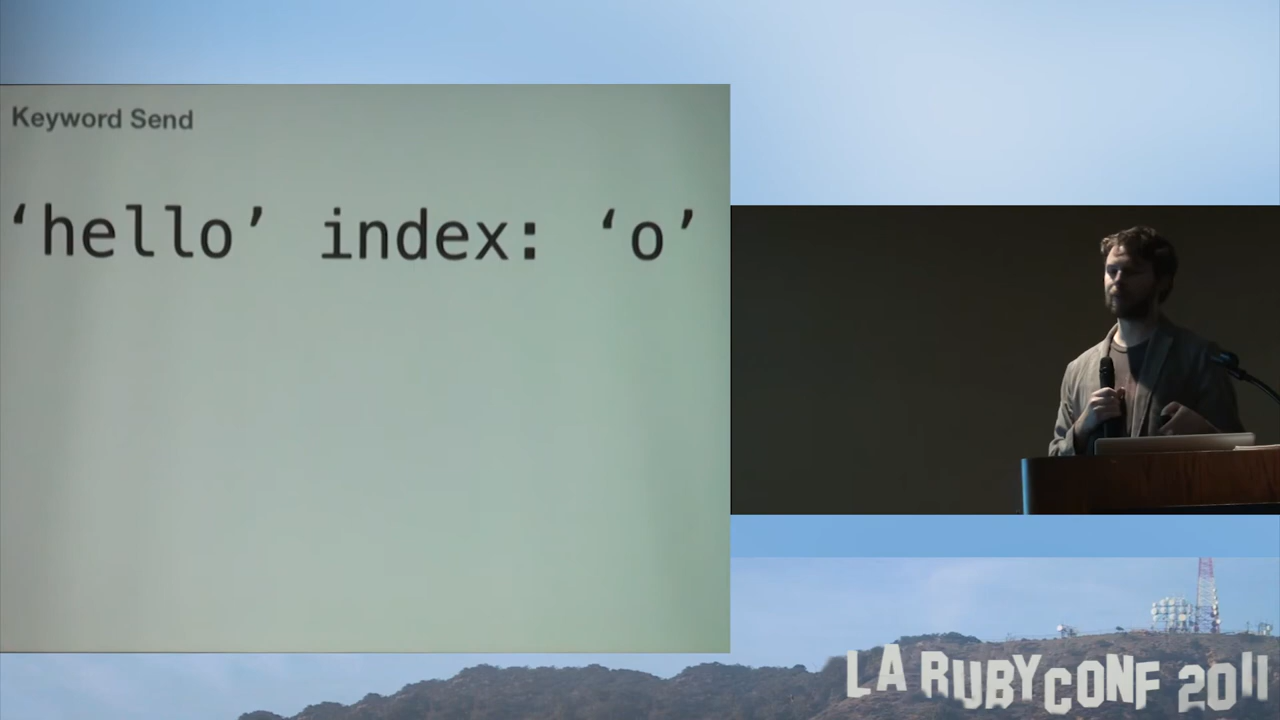 Keyword Send
‘hello’ index: ‘o’
LA RUBYCONF 2011